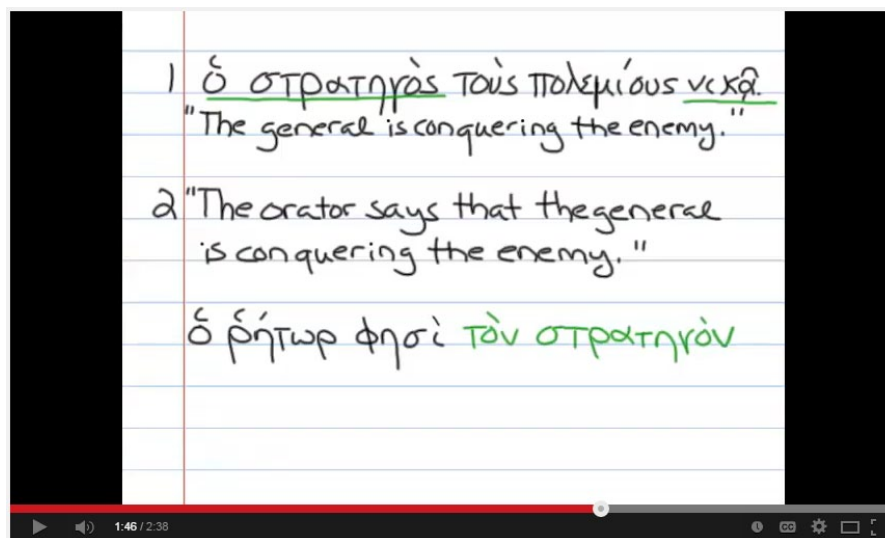 1 ὁ στρατηγὸς τοὺς πολεμίους νικᾷ.
"The general is conquering the enemy."
2 "The orator says that the general
is conquering the enemy."
ὁ ῥήτωρ φησὶ τὸν στρατηγὸν
1:46 / 2:38
CC